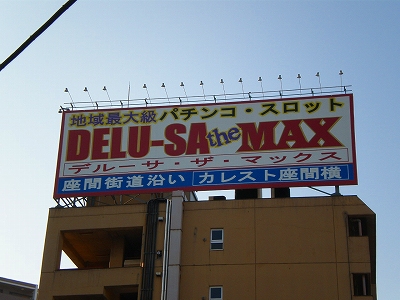 地域最大級パチンコ・スロット
DELU-SA the MAX
デルーサ・ザ・マックス
座間街道沿い カレスト座間横